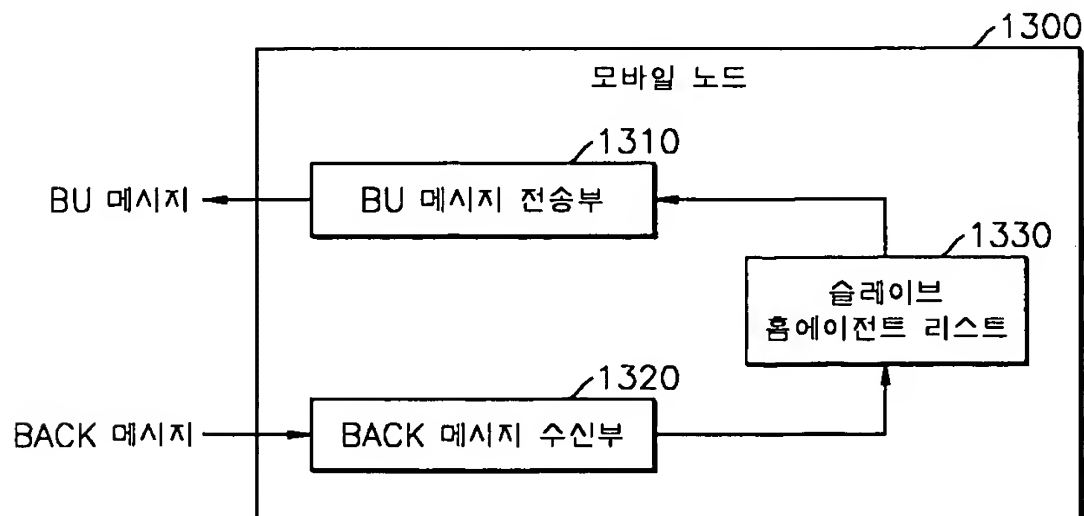 1300
모바일 노드
1310
BU 메시지
BU 메시지 전송부
1330
슬레이브
홈에이전트 리스트
1320
BACK 메시지
BACK 메시지 수신부